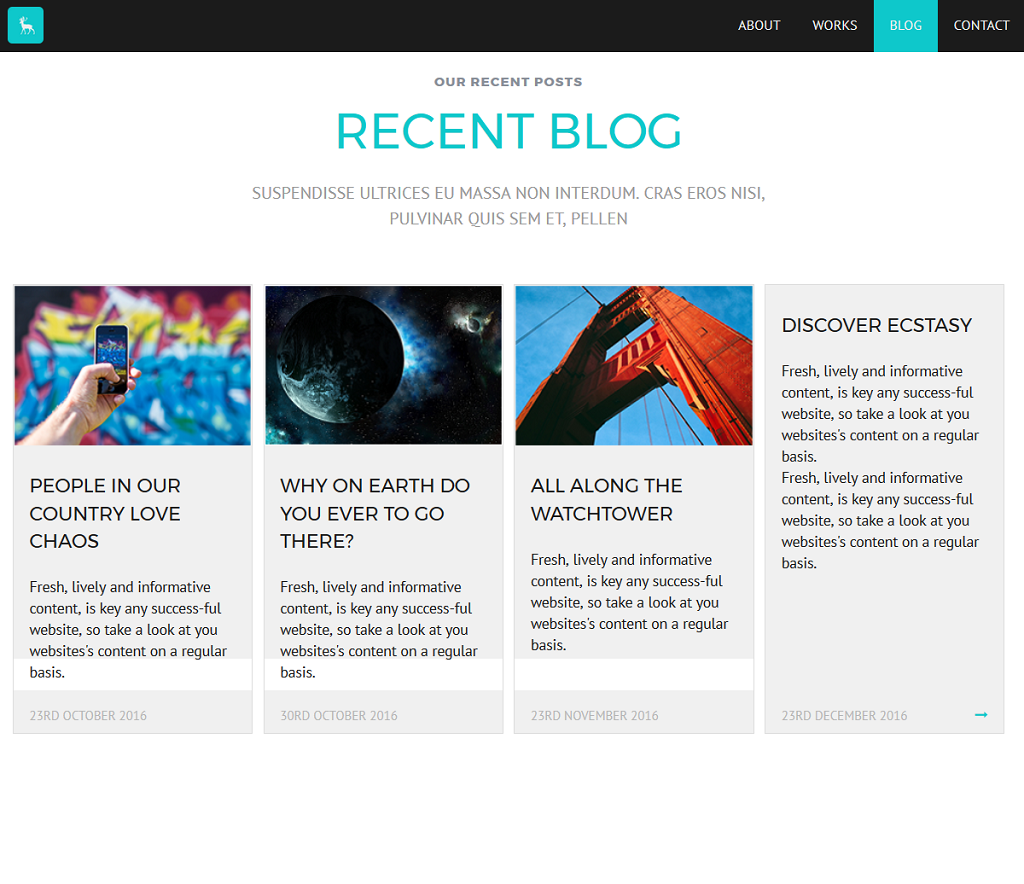 ABOUT WORKS BLOG CONTACT
OUR RECENT POSTS
RECENT BLOG
SUSPENDISSE ULTRICES EU MASSA NON INTERDUM. CRAS EROS NISI,
PULVINAR QUIS SEM ET, PELLEN
PEOPLE IN OUR
COUNTRY LOVE
CHAOS
Fresh, lively and informative
content, is key any success-ful
website, so take a look at you
websites's content on a regular
basis.
23RD OCTOBER 2016
WHY ON EARTH DO
YOU EVER TO GO
THERE?
Fresh, lively and informative
content, is key any success-ful
website, so take a look at you
websites's content on a regular
basis.
30RD OCTOBER 2016
ALL ALONG THE
WATCHTOWER
Fresh, lively and informative
content, is key any success-ful
website, so take a look at you
websites's content on a regular
basis.
23RD NOVEMBER 2016
DISCOVER ECSTASY
Fresh, lively and informative
content, is key any success-ful
website, so take a look at you
websites's content on a regular
basis.
Fresh, lively and informative
content, is key any success-ful
website, so take a look at you
websites's content on a regular
basis.
23RD DECEMBER 2016